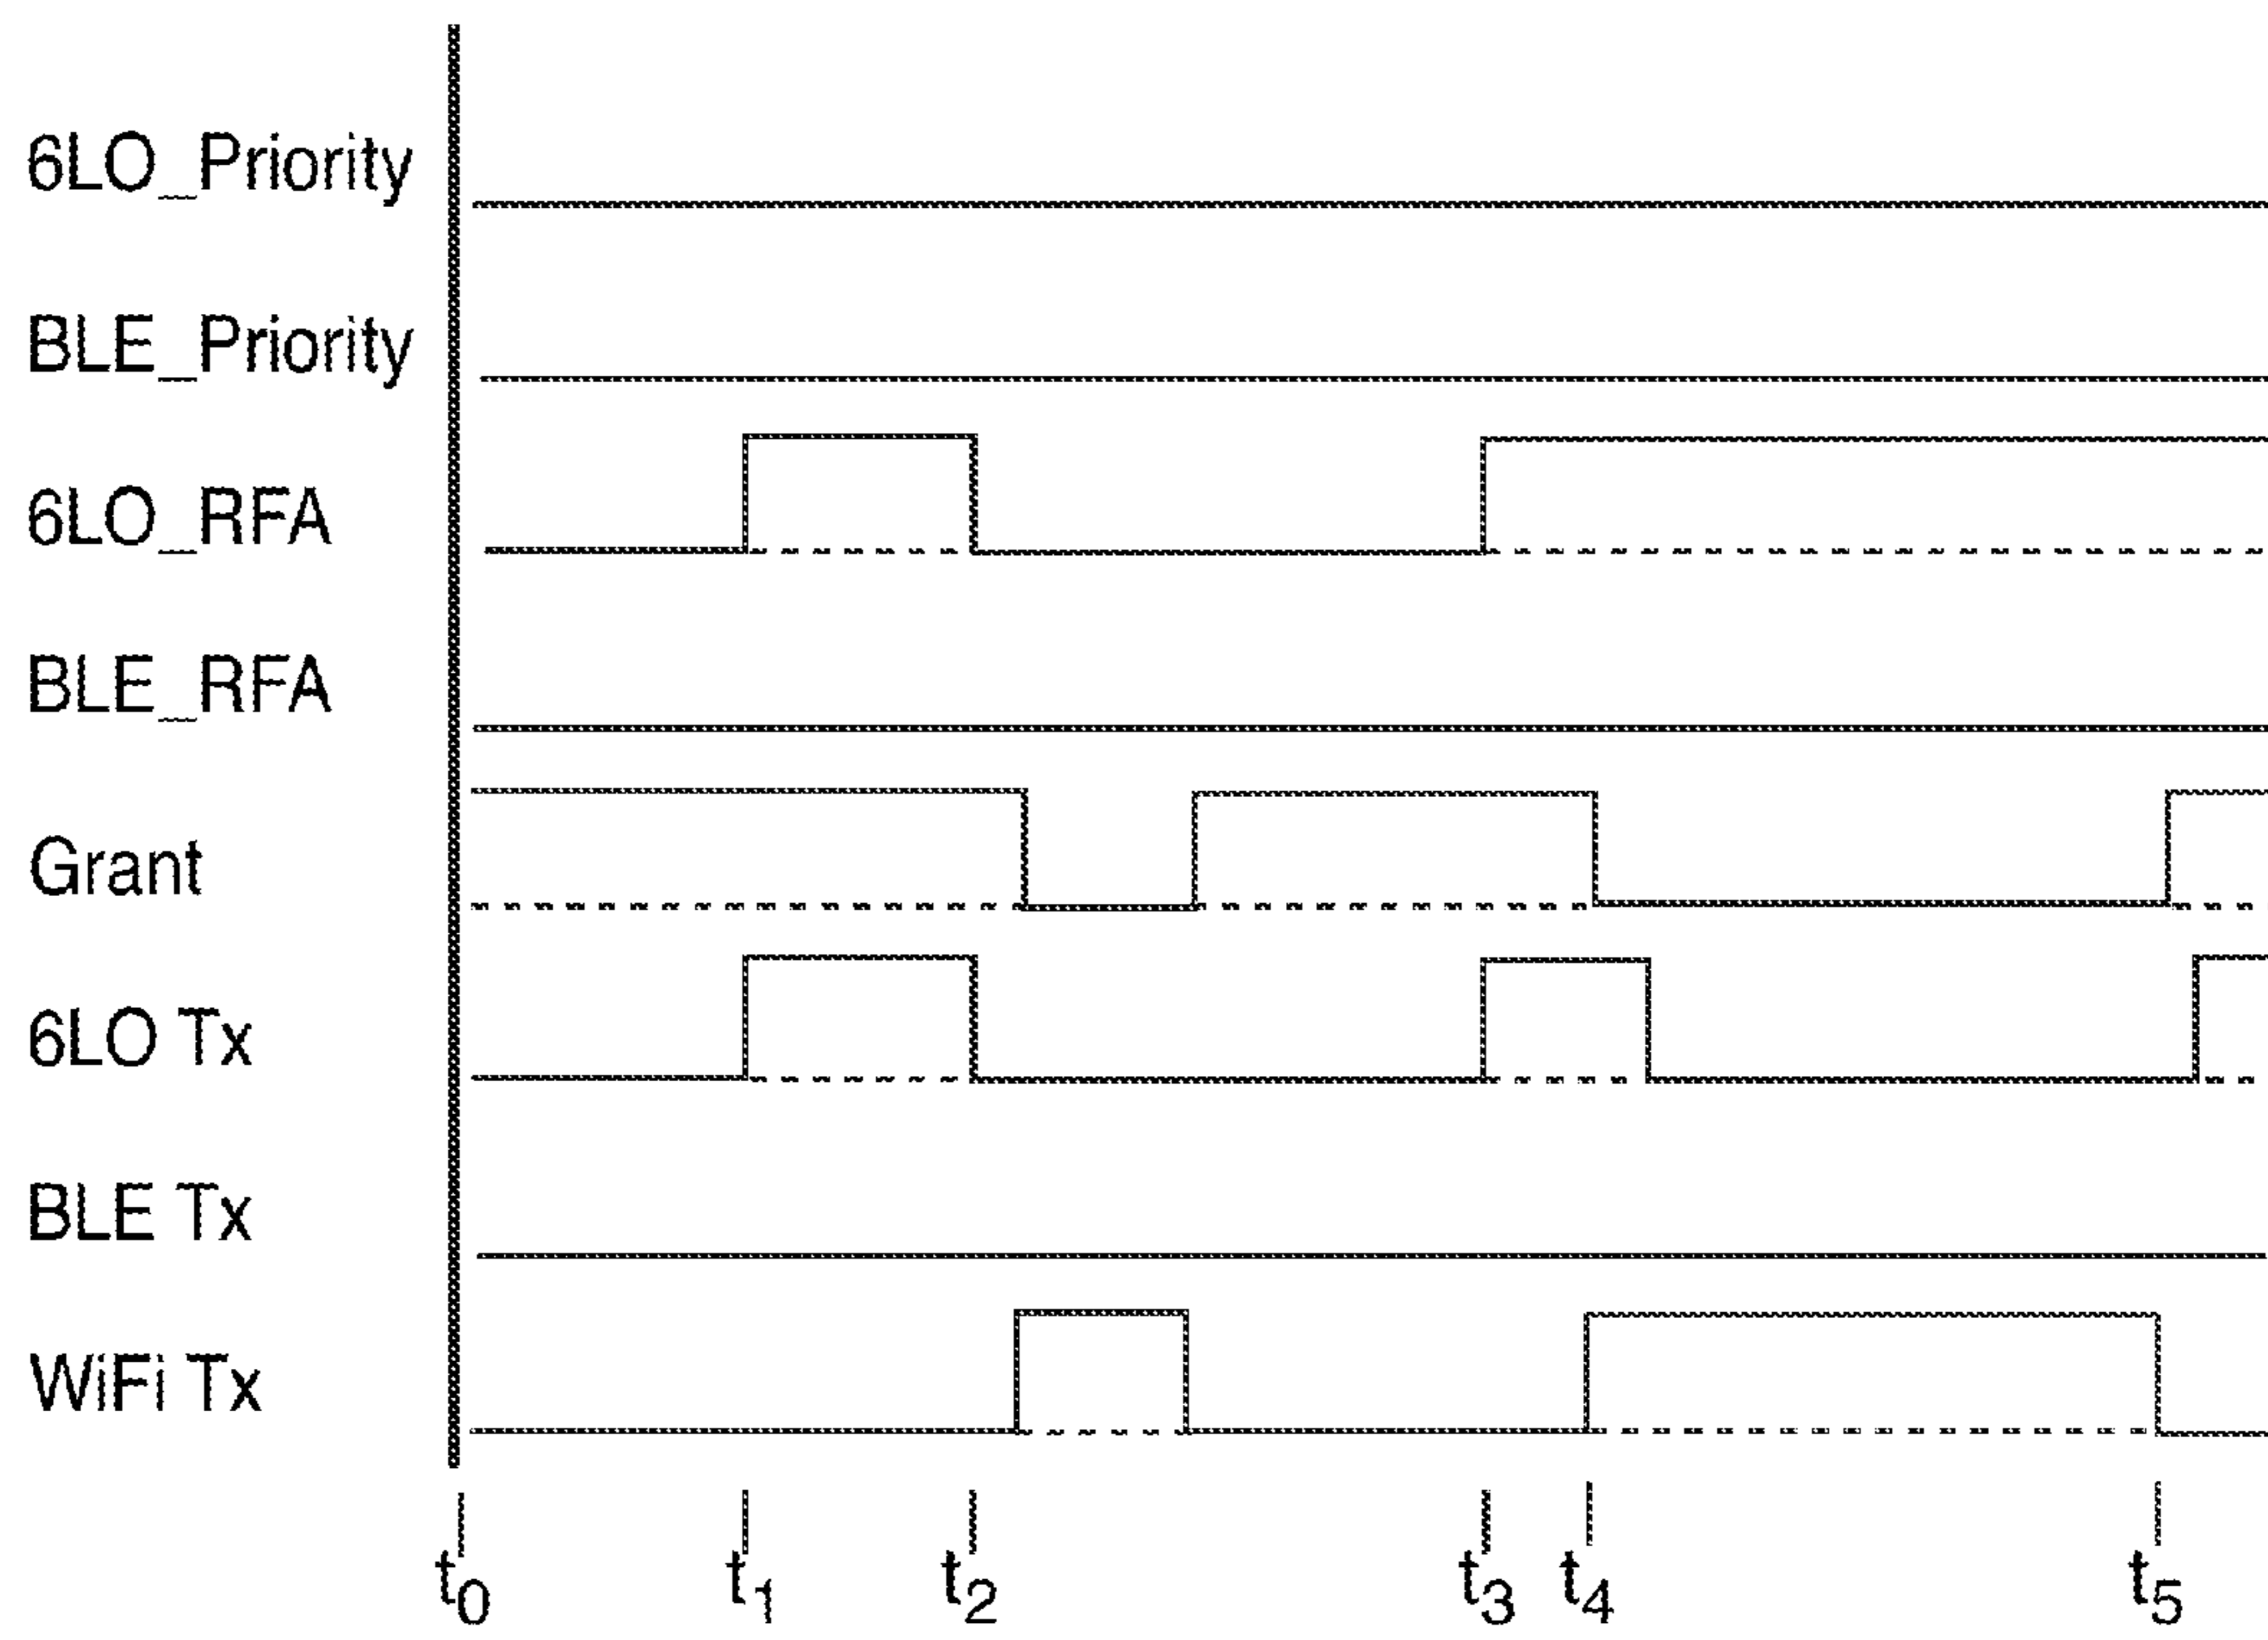 6LO_Priority
BLE_Priority
6LO_RFA
BLE_RFA
Grant
6LO Tx
BLE Tx
WiFi Tx
t0 t1 t2 t3 t4 t5